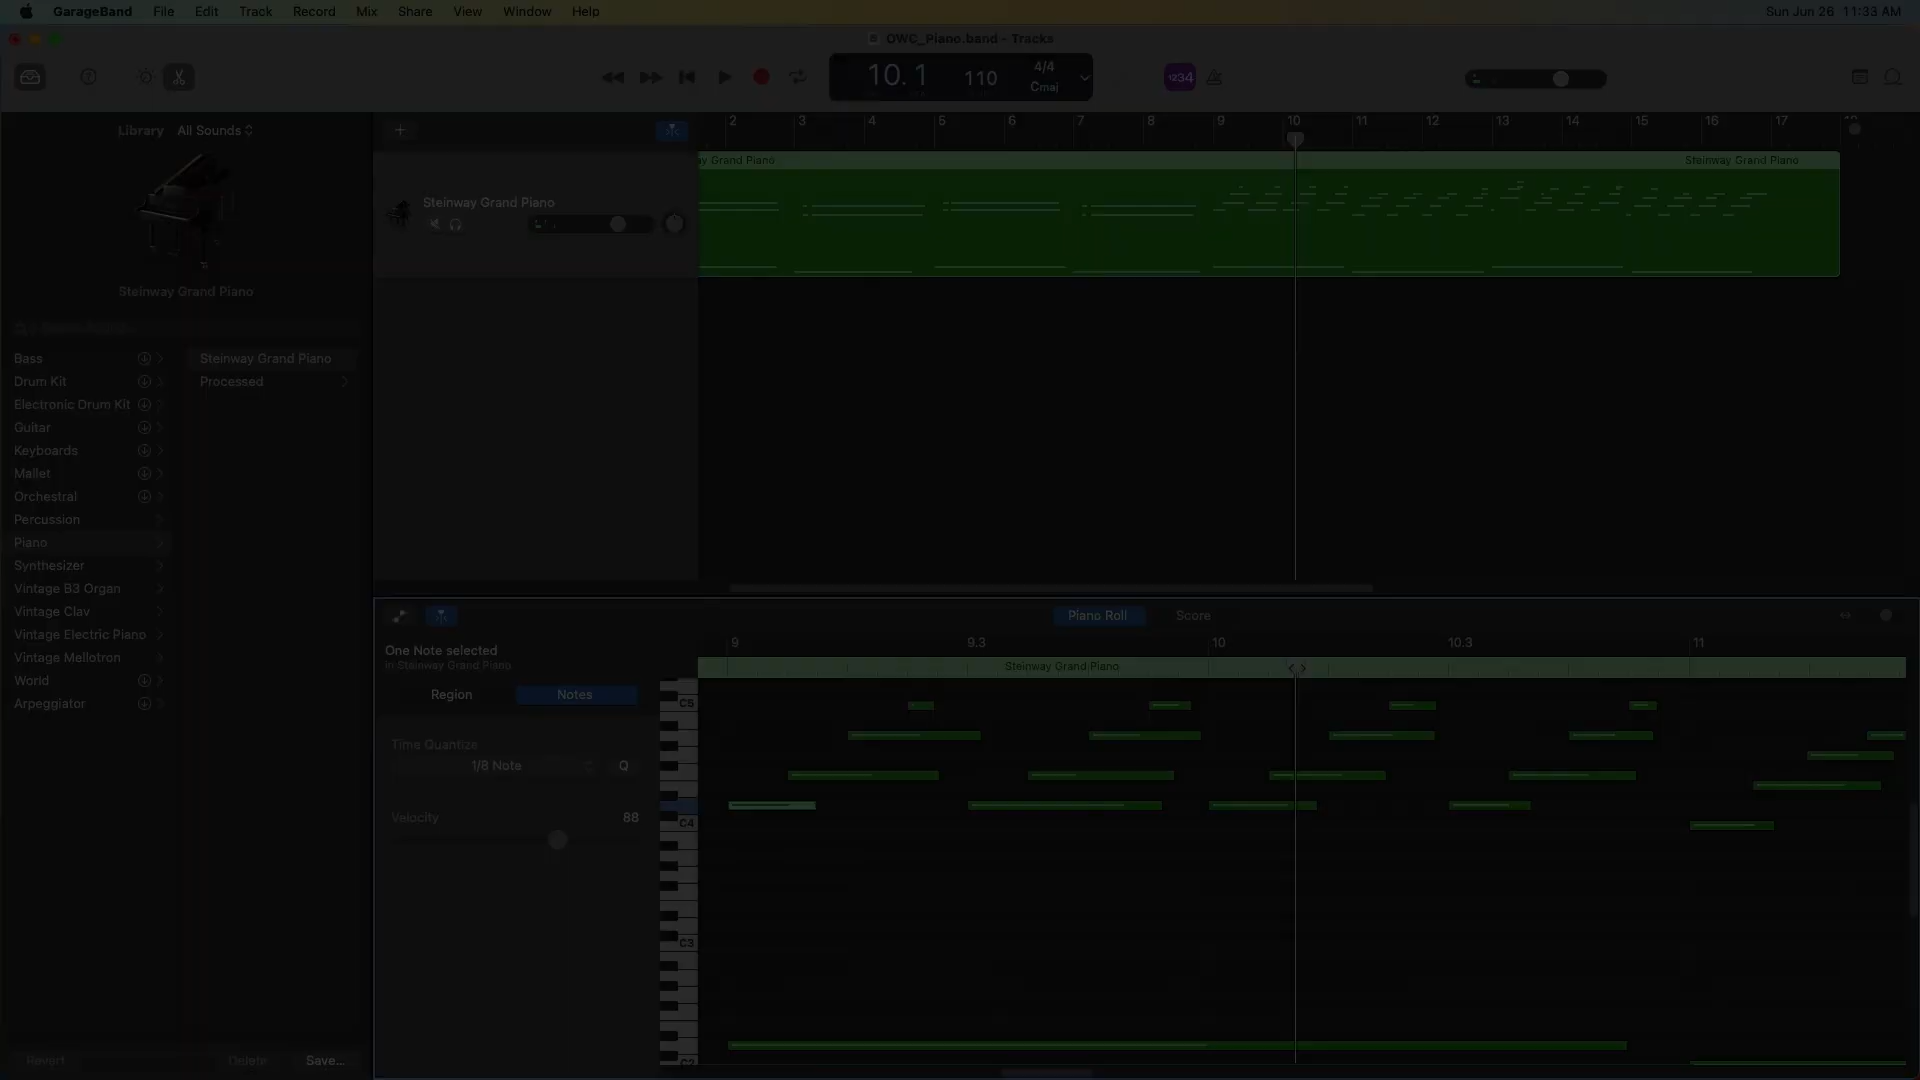 GarageBand File Edit Track Record Mix Share View Window Help Sun Jun 26 11:33 AM
OWC_Piano.band - Tracks
10. 1 110 4/4 Cmaj 1234
Library All Sounds
2 3 4 5 6 7 8 9 10 11 12 13 14 15 16 17
Grand Piano Steinway Grand Piano
Steinway Grand Piano
Steinway Grand Piano
Bass
Drum Kit
Electronic Drum Kit
Guitar
Keyboards
Mallet
Orchestral
Percussion
Piano
Synthesizer
Vintage B3 Organ
Vintage Clav
Vintage Electric Piano
Vintage Mellotron
World
Arpeggiator
Steinway Grand Piano
Processed
Piano Roll Score
One Note selected
in Steinway Grand Piano
9 9.3 10 10.3 11
Steinway Grand Piano
Region Notes
Time Quantize
1/8 Note Q
Velocity 88
C5
C4
C3
C2
Revert Delete Save...